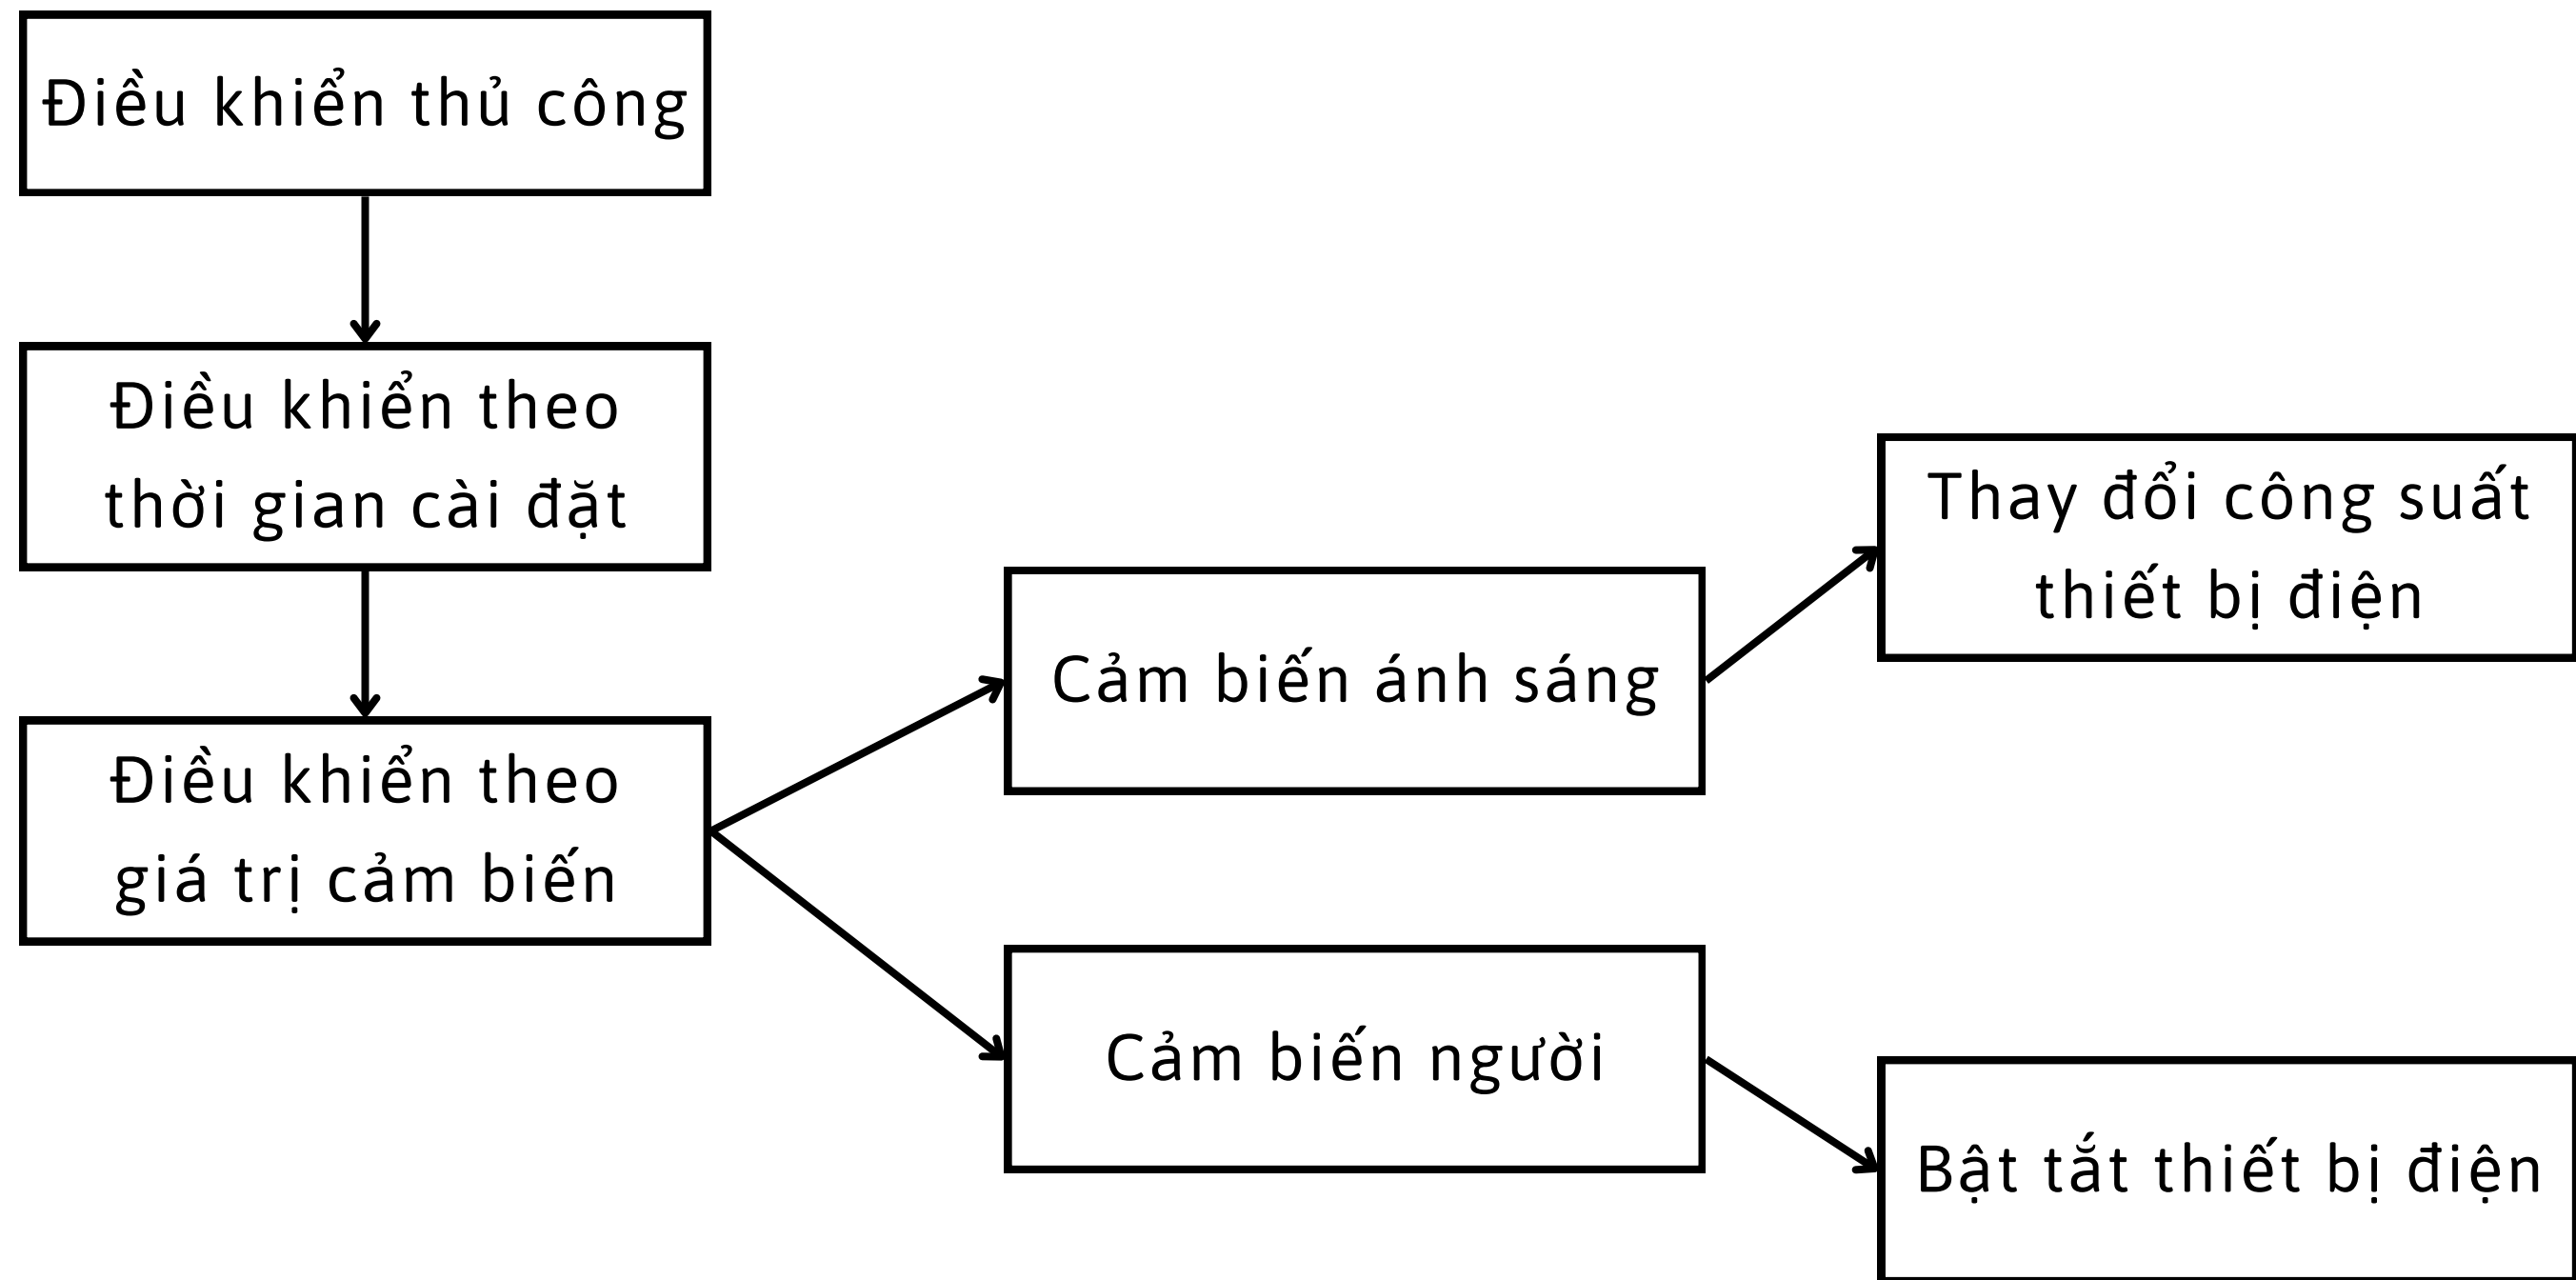 Điều khiển thủ công
Điều khiển theo
thời gian cài đặt
Điều khiển theo
giá trị cảm biến
Cảm biến ánh sáng
Cảm biến người
Thay đổi công suất
thiết bị điện
Bật tắt thiết bị điện